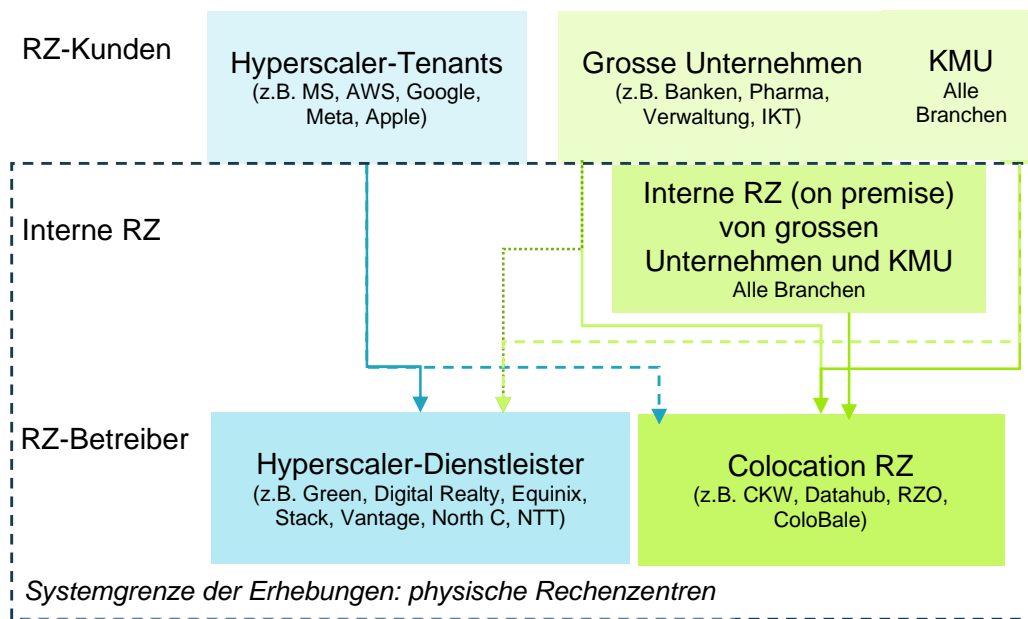 RZ-Kunden
Hyperscaler-Tenants
(z.B. MS, AWS, Google,
Meta, Apple)
Grosse Unternehmen
(z.B. Banken, Pharma,
Verwaltung, IKT)
KMU
Alle
Branchen
Interne RZ
Interne RZ (on premise)
von grossen
Unternehmen und KMU
Alle Branchen
RZ-Betreiber
Hyperscaler-Dienstleister
(z.B. Green, Digital Realty, Equinix,
Stack, Vantage, North C, NTT)
Colocation RZ
(z.B. CKW, Datahub, RZO,
ColoBale)
Systemgrenze der Erhebungen: physische Rechenzentren